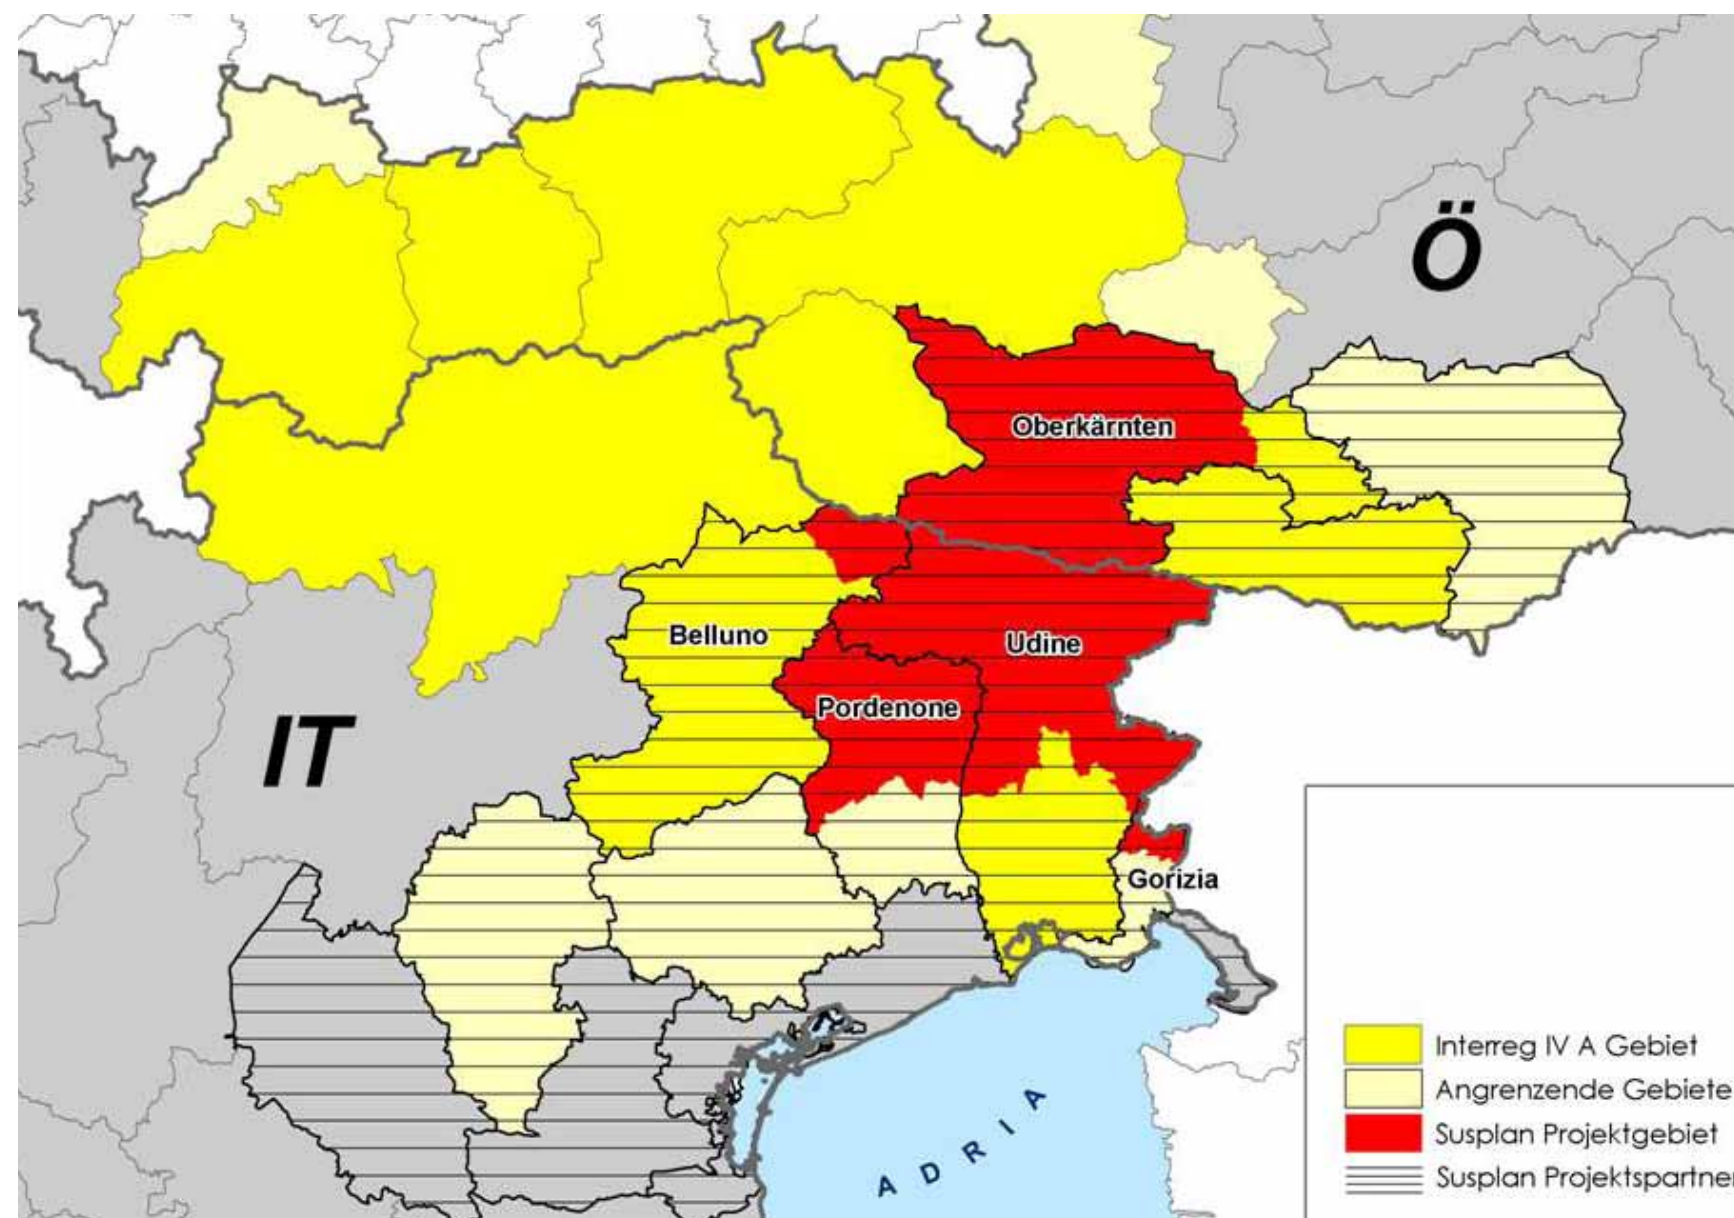 Ö
Oberkärnten
Belluno
Udine
Pordenone
IT
Gorizia
ADRIA
Interreg IV A Gebiet
Angrenzende Gebiete
Susplan Projektgebiet
Susplan Projektspartner